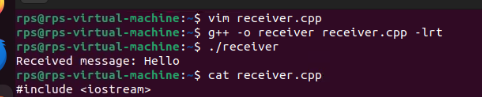 rps@rps-virtual-machine:~$ vim receiver.cpp
rps@rps-virtual-machine:~$ g++ -o receiver receiver.cpp -lrt
rps@rps-virtual-machine:~$ ./receiver
Received message: Hello
rps@rps-virtual-machine:~$ cat receiver.cpp
#include <iostream>